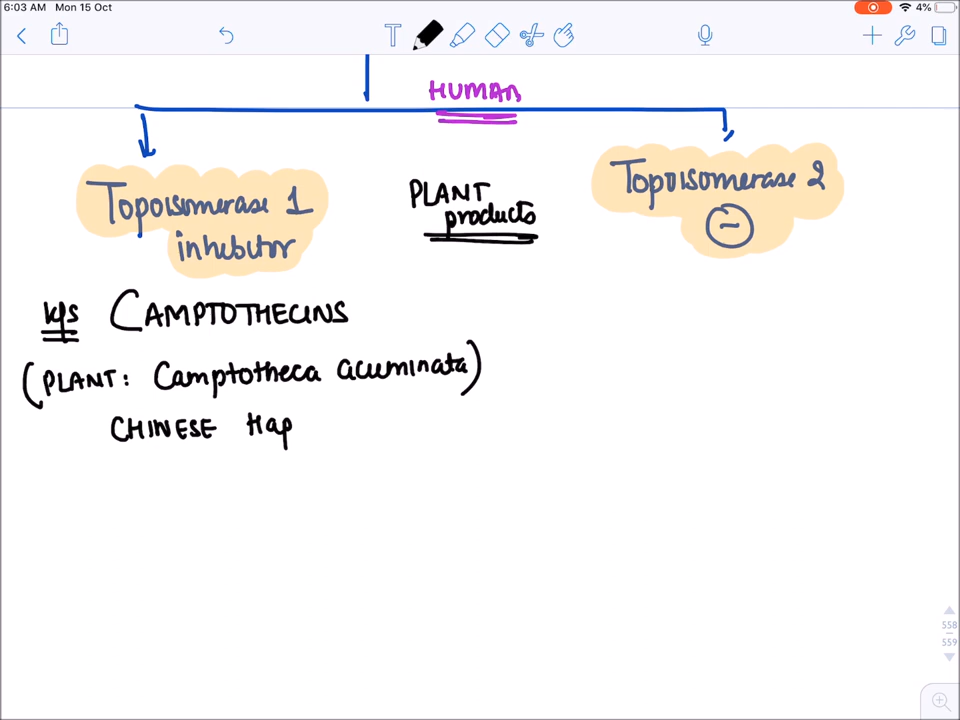 6:03 AM Mon 15 Oct
4%
T
HUMAN
Topoisomerase 1
inhibitor
PLANT
products
Topoisomerase 2
−
CAMPTOTHECINS
(PLANT: Camptotheca acuminata)
CHINESE Hap
558
559